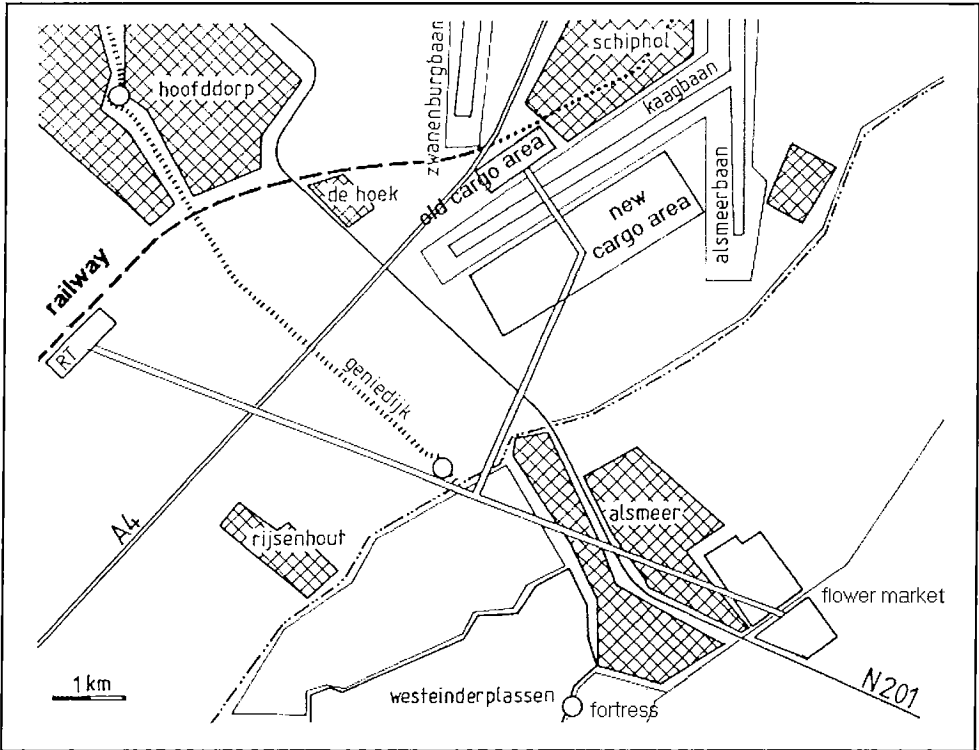 schiphol
hoofddorp
zwanenburgbaan
kaagbaan
old cargo area
de hoek
new
cargo area
alsmeerbaan
railway
RT
geniedijk
A4
rijsenhout
alsmeer
flower market
westeinderplassen
N201
1 km
fortress